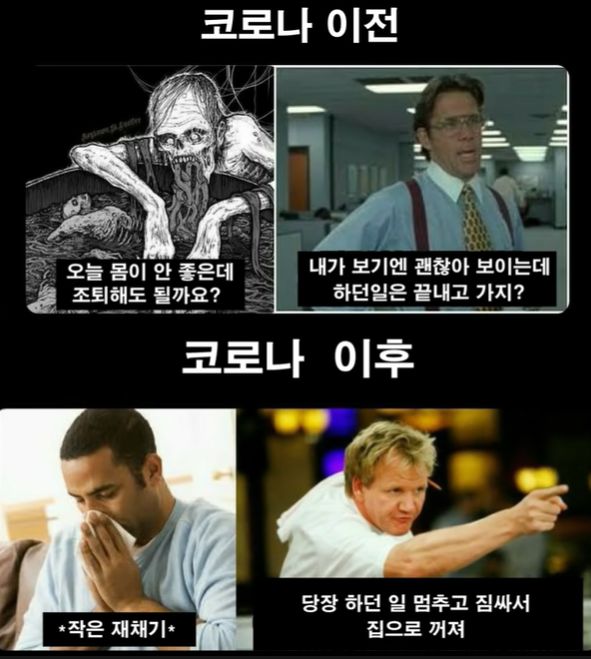 코로나 이전
오늘 몸이 안 좋은데
조퇴해도 될까요?
내가 보기엔 괜찮아 보이는데
하던일은 끝내고 가지?
코로나 이후
*작은 재채기*
당장 하던 일 멈추고 짐싸서
집으로 꺼져